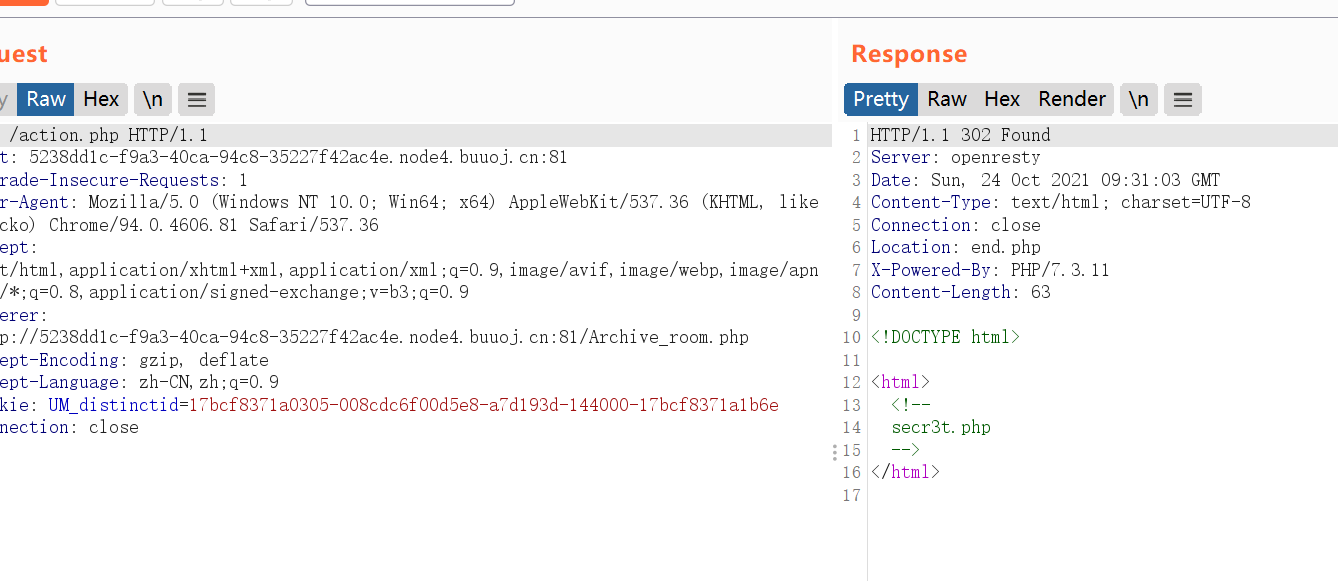 uest
Response
y Raw Hex \n
Pretty Raw Hex Render \n
/action.php HTTP/1.1
t: 5238dd1c-f9a3-40ca-94c8-35227f42ac4e.node4.buuoj.cn:81
rade-Insecure-Requests: 1
r-Agent: Mozilla/5.0 (Windows NT 10.0; Win64; x64) AppleWebKit/537.36 (KHTML, like
cko) Chrome/94.0.4606.81 Safari/537.36
ept:
t/html,application/xhtml+xml,application/xml;q=0.9,image/avif,image/webp,image/apn
/*;q=0.8,application/signed-exchange;v=b3;q=0.9
erer:
p://5238dd1c-f9a3-40ca-94c8-35227f42ac4e.node4.buuoj.cn:81/Archive_room.php
ept-Encoding: gzip, deflate
ept-Language: zh-CN,zh;q=0.9
kie: UM_distinctid=17bcf8371a0305-008cdc6f00d5e8-a7d193d-144000-17bcf8371a1b6e
nection: close
1 HTTP/1.1 302 Found
2 Server: openresty
3 Date: Sun, 24 Oct 2021 09:31:03 GMT
4 Content-Type: text/html; charset=UTF-8
5 Connection: close
6 Location: end.php
7 X-Powered-By: PHP/7.3.11
8 Content-Length: 63
9
10 <!DOCTYPE html>
11
12 <html>
13 <!--
14 secr3t.php
15 -->
16 </html>
17